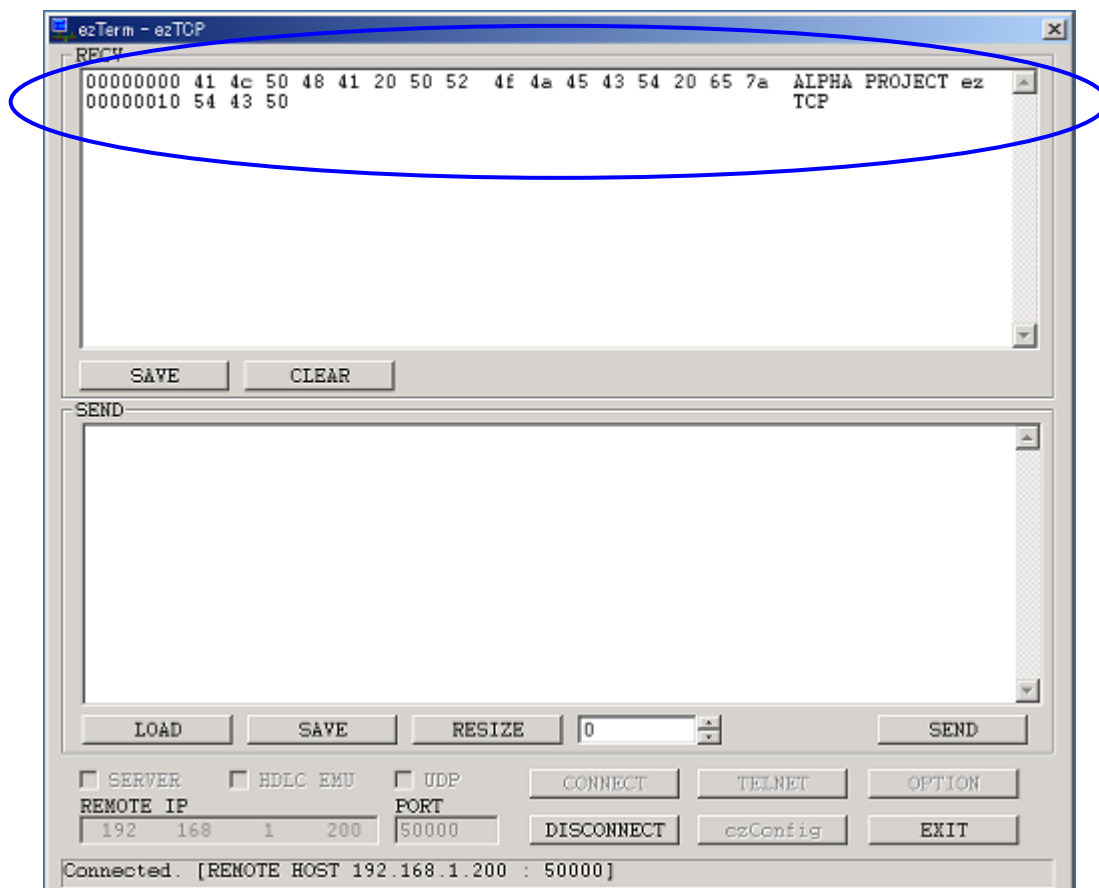 ezTerm - ezTCP
RECV
00000000 41 4c 50 48 41 20 50 52  4f 4a 45 43 54 20 65 7a  ALPHA PROJECT ez
00000010 54 43 50  TCP
SAVE CLEAR
SEND
LOAD SAVE RESIZE 0 SEND
SERVER HDLC EMU UDP CONNECT TELNET OPTION
REMOTE IP PORT
192 168 1 200 50000 DISCONNECT ezConfig EXIT
Connected. [REMOTE HOST 192.168.1.200 : 50000]